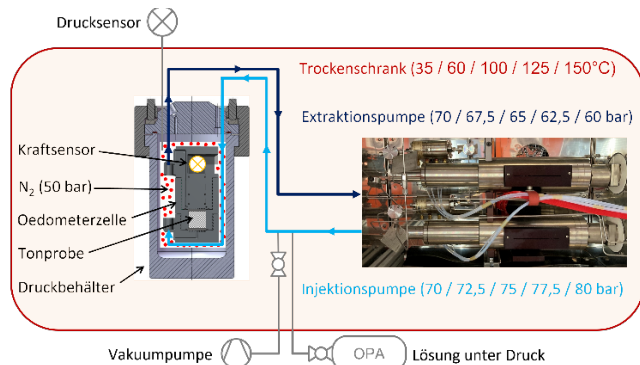 Drucksensor
Trockenschrank (35 / 60 / 100 / 125 / 150°C)
Extraktionspumpe (70 / 67,5 / 65 / 62,5 / 60 bar)
Kraftsensor
N₂ (50 bar)
Oedometerzelle
Tonprobe
Druckbehälter
Injektionspumpe (70 / 72,5 / 75 / 77,5 / 80 bar)
Vakuumpumpe
OPA
Lösung unter Druck